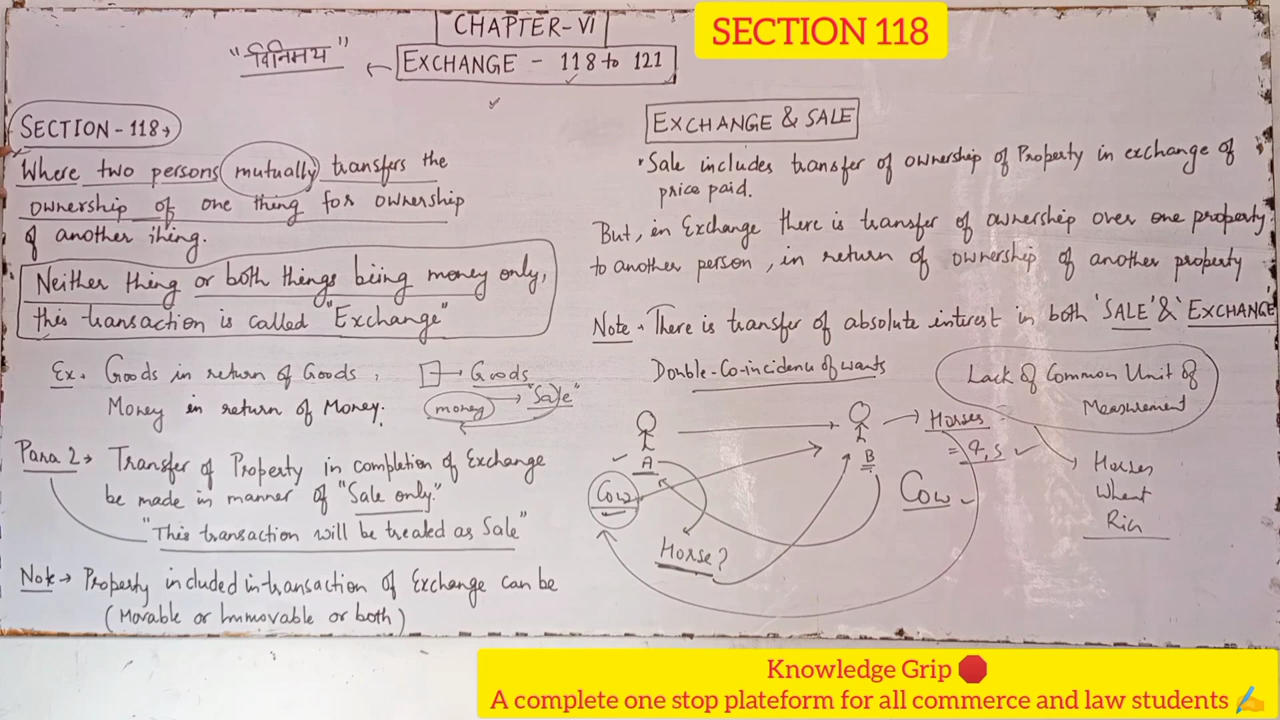 CHAPTER-VI
SECTION 118
"विनिमय"
EXCHANGE - 118 to 121
SECTION - 118→
Where two persons mutually transfers the
ownership of one thing for ownership
of another thing.
Neither thing or both things being money only,
this transaction is called "Exchange"
Ex. Goods in return of Goods,
Money in return of Money.
Goods
money
"Sale"
Para 2→ Transfer of Property in completion of Exchange
be made in manner of "Sale only."
"This transaction will be treated as Sale"
Note→ Property included in transaction of Exchange can be
(Movable or Immovable or both)
EXCHANGE & SALE
Sale includes transfer of ownership of Property in exchange of
price paid.
But, in Exchange there is transfer of ownership over one property
to another person, in return of ownership of another property
Note → There is transfer of absolute interest in both 'SALE' & 'EXCHANGE'
Double-Co-incidence of wants
Lack of Common Unit of
Measurement
A
B
Horses
= 4, 5
Cow
Cow
Horse?
Horses
Wheat
Knowledge Grip 🛑
A complete one stop plateform for all commerce and law students ✍️